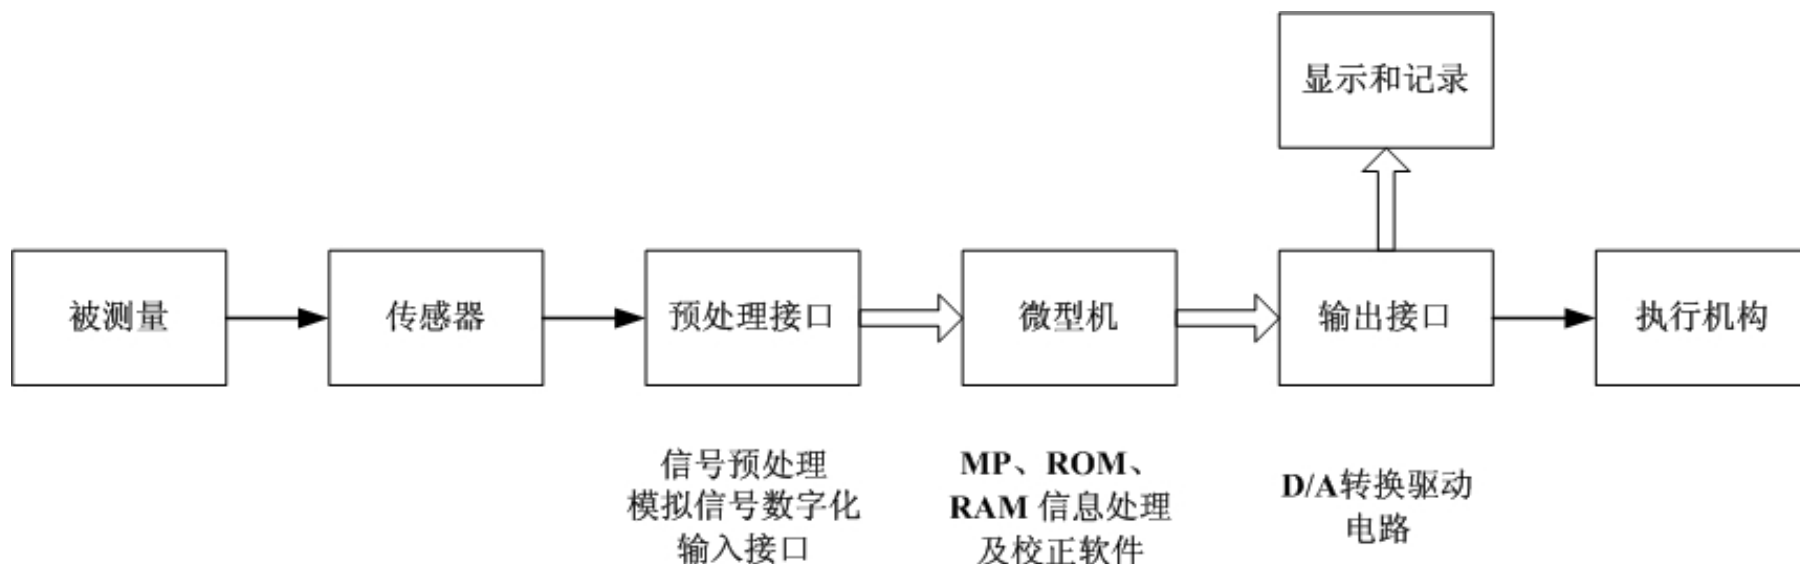 显示和记录
被测量
传感器
预处理接口
微型机
输出接口
执行机构
信号预处理
模拟信号数字化
输入接口
MP、ROM、
RAM 信息处理
及校正软件
D/A转换驱动
电路